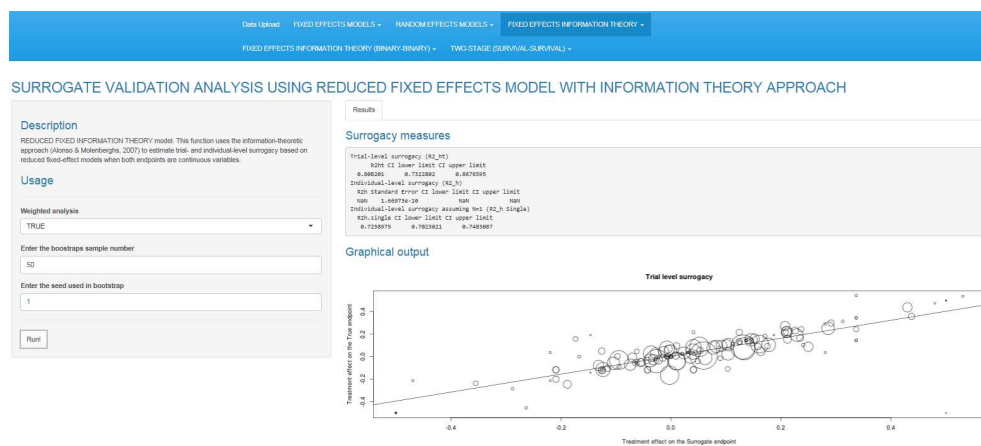 Data Upload FIXED EFFECTS MODELS RANDOM EFFECTS MODELS FIXED EFFECTS INFORMATION THEORY
FIXED EFFECTS INFORMATION THEORY (BINARY-BINARY) TWO-STAGE (SURVIVAL-SURVIVAL)
SURROGATE VALIDATION ANALYSIS USING REDUCED FIXED EFFECTS MODEL WITH INFORMATION THEORY APPROACH
Description
REDUCED FIXED INFORMATION THEORY model. This function uses the information-theoretic
approach (Alonso & Molenberghs, 2007) to estimate trial- and individual-level surrogacy based on
reduced fixed-effect models when both endpoints are continuous variables.
Usage
Weighted analysis
TRUE
Enter the boostraps sample number
50
Enter the seed used in bootstrap
1
Run!
Results
Surrogacy measures
Trial-level surrogacy (R2_ht)
R2ht CI lower limit CI upper limit
0.808201 0.7322802 0.8676595
Individual-level surrogacy (R2_h)
R2h Standard Error CI lower limit CI upper limit
NaN 1.66973e-10 NaN NaN
Individual-level surrogacy assuming N=1 (R2_h Single)
R2h.single CI lower limit CI upper limit
0.7258975 0.7023021 0.7483087
Graphical output
Trial level surrogacy
Treatment effect on the True endpoint
0.4
0.2
0.0
-0.2
-0.4
-0.4 -0.2 0.0 0.2 0.4
Treatment effect on the Surrogate endpoint